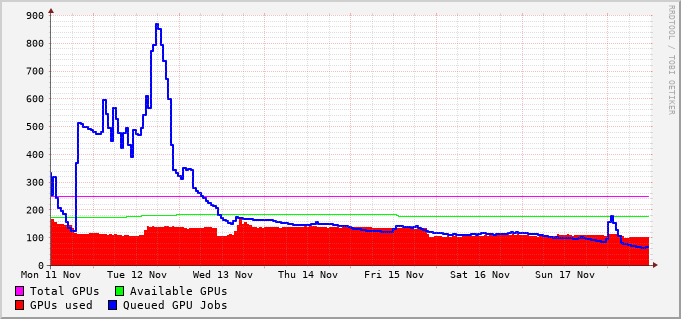 900
800
700
600
500
400
300
200
100
0
Mon 11 Nov Tue 12 Nov Wed 13 Nov Thu 14 Nov Fri 15 Nov Sat 16 Nov Sun 17 Nov
Total GPUs Available GPUs
GPUs used Queued GPU Jobs
RRDTOOL / TOBI OETIKER